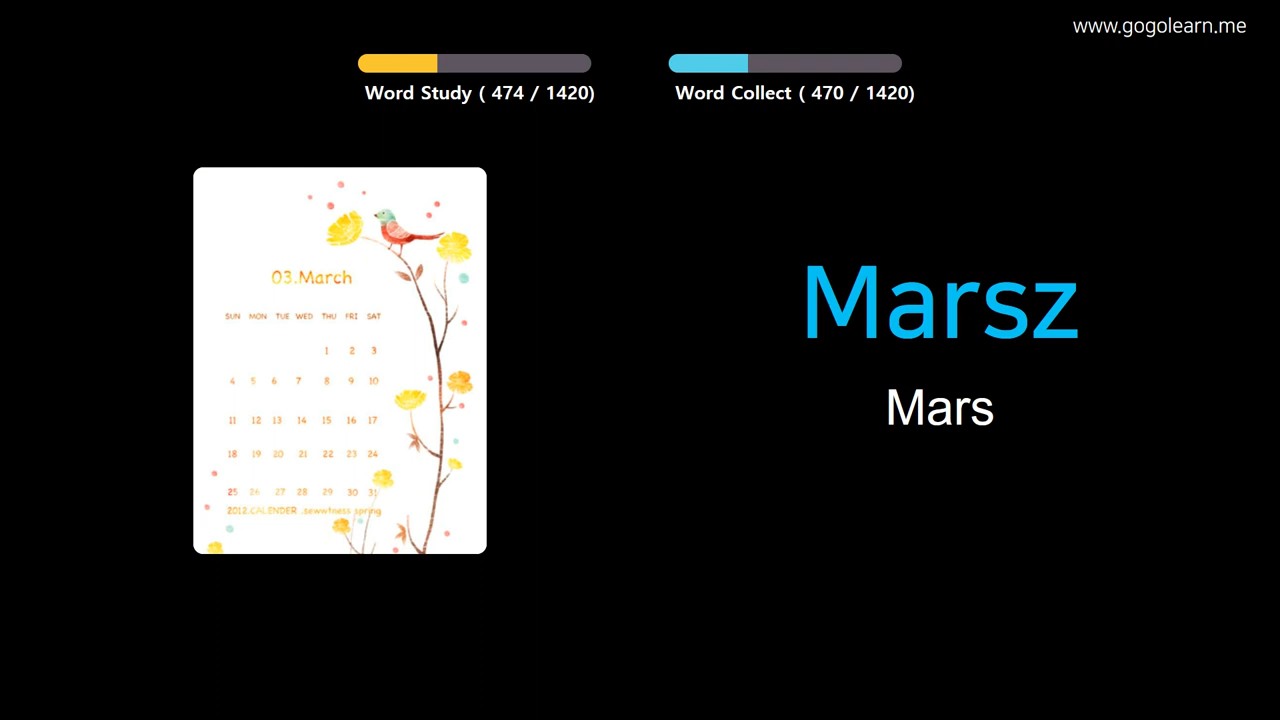 www.gogolearn.me
Word Study ( 474 / 1420)
Word Collect ( 470 / 1420)
03.March
SUN MON TUE WED THU FRI SAT
1 2 3
4 5 6 7 8 9 10
11 12 13 14 15 16 17
18 19 20 21 22 23 24
25 26 27 28 29 30 31
2012.CALENDER .sewwtness spring
Marsz
Mars